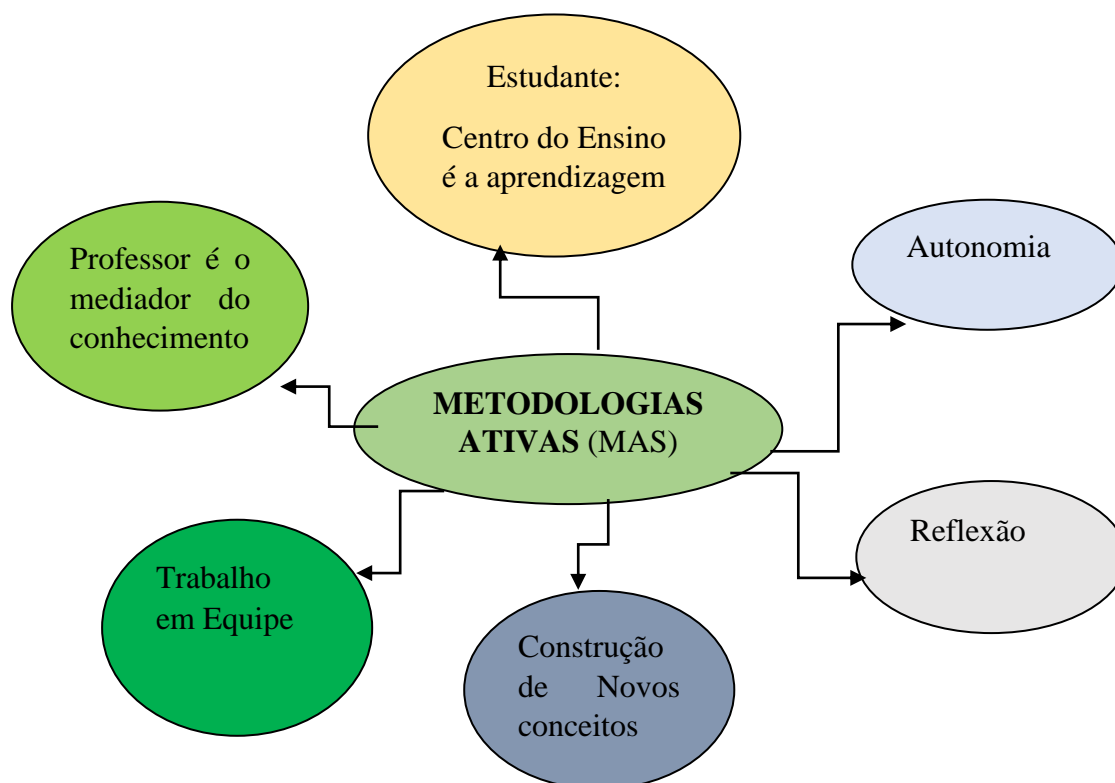 Estudante:
Centro do Ensino
é a aprendizagem
Professor é o
mediador do
conhecimento
Autonomia
METODOLOGIAS
ATIVAS (MAS)
Reflexão
Trabalho
em Equipe
Construção
de Novos
conceitos